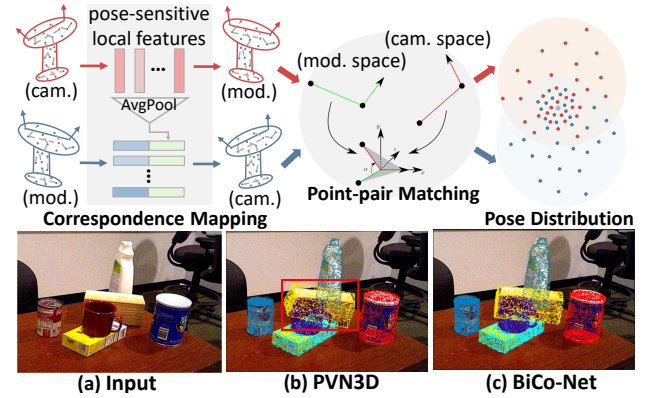 pose-sensitive
local features
(cam.)
AvgPool
(mod.)
(mod.)
(cam.)
Correspondence Mapping
(mod. space)
(cam. space)
y
z
x
α
Point-pair Matching
Pose Distribution
(a) Input
(b) PVN3D
(c) BiCo-Net